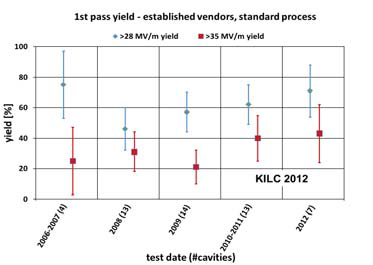 1st pass yield - established vendors, standard process
>28 MV/m yield >35 MV/m yield
100
80
60
40
20
0
yield [%]
KILC 2012
2006-2007 (4) 2008 (13) 2009 (14) 2010-2011 (13) 2012 (7)
test date (#cavities)